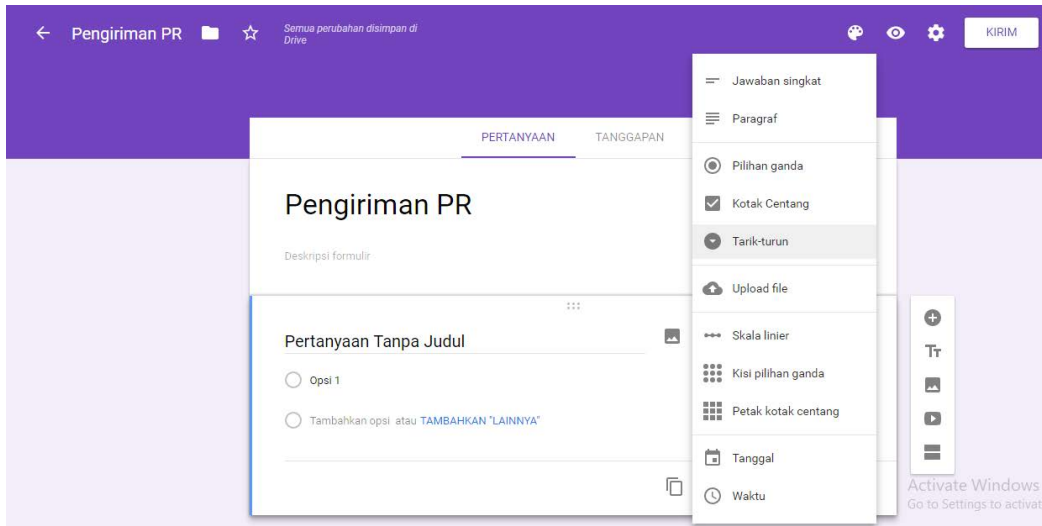 Pengiriman PR
Semua perubahan disimpan di
Drive
KIRIM
PERTANYAAN
TANGGAPAN
Pengiriman PR
Deskripsi formulir
Pertanyaan Tanpa Judul
Opsi 1
Tambahkan opsi atau TAMBAHKAN "LAINNYA"
Jawaban singkat
Paragraf
Pilihan ganda
Kotak Centang
Tarik-turun
Upload file
Skala linier
Kisi pilihan ganda
Petak kotak centang
Tanggal
Waktu
Tт
Activate Windows
Go to Settings to activat